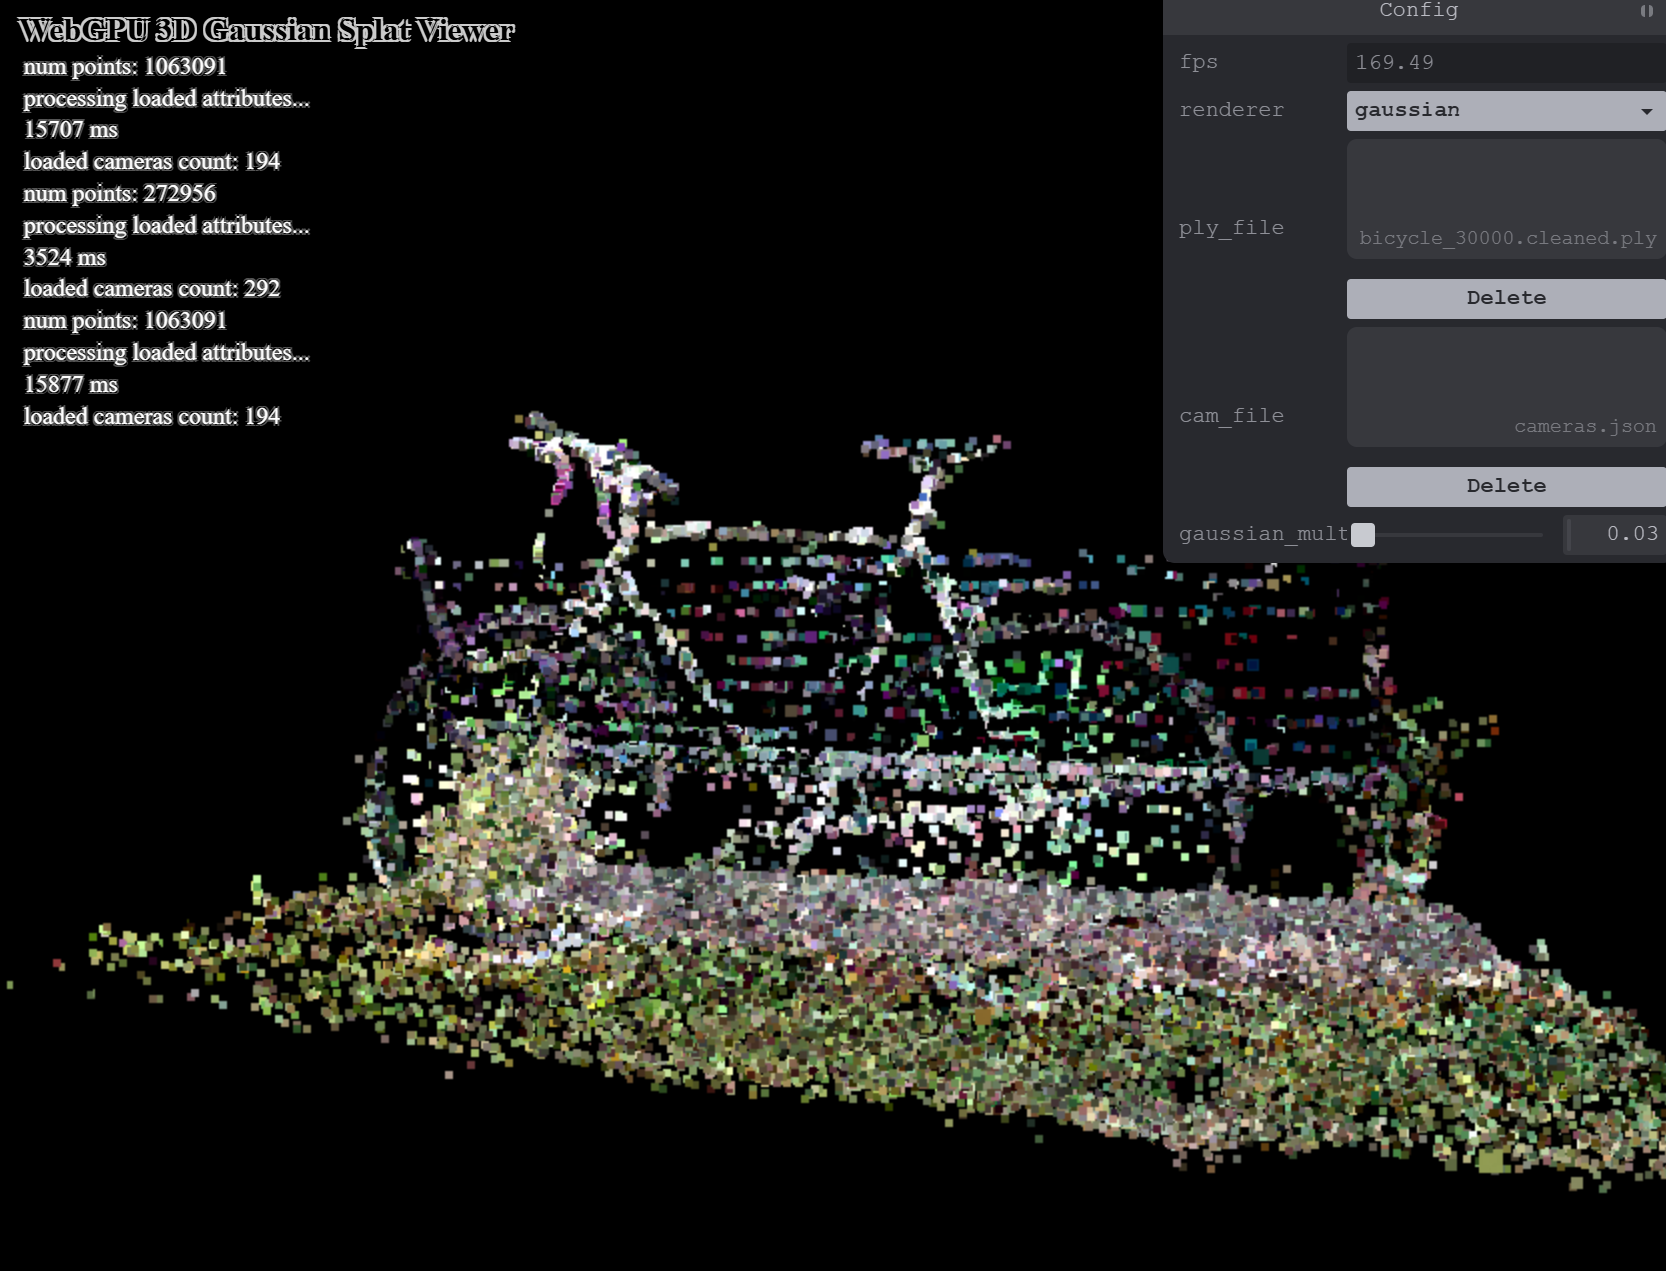 WebGPU 3D Gaussian Splat Viewer
num points: 1063091
processing loaded attributes...
15707 ms
loaded cameras count: 194
num points: 272956
processing loaded attributes...
3524 ms
loaded cameras count: 292
num points: 1063091
processing loaded attributes...
15877 ms
loaded cameras count: 194
Config
fps 169.49
renderer gaussian
ply_file bicycle_30000.cleaned.ply
Delete
cam_file cameras.json
Delete
gaussian_mult 0.03